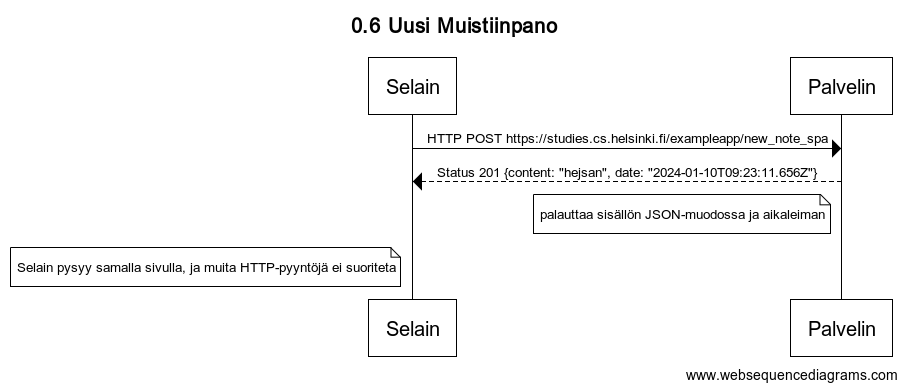 0.6 Uusi Muistiinpano
Selain
Palvelin
HTTP POST https://studies.cs.helsinki.fi/exampleapp/new_note_spa
Status 201 {content: "hejsan", date: "2024-01-10T09:23:11.656Z"}
palauttaa sisällön JSON-muodossa ja aikaleiman
Selain pysyy samalla sivulla, ja muita HTTP-pyyntöjä ei suoriteta
Selain
Palvelin
www.websequencediagrams.com